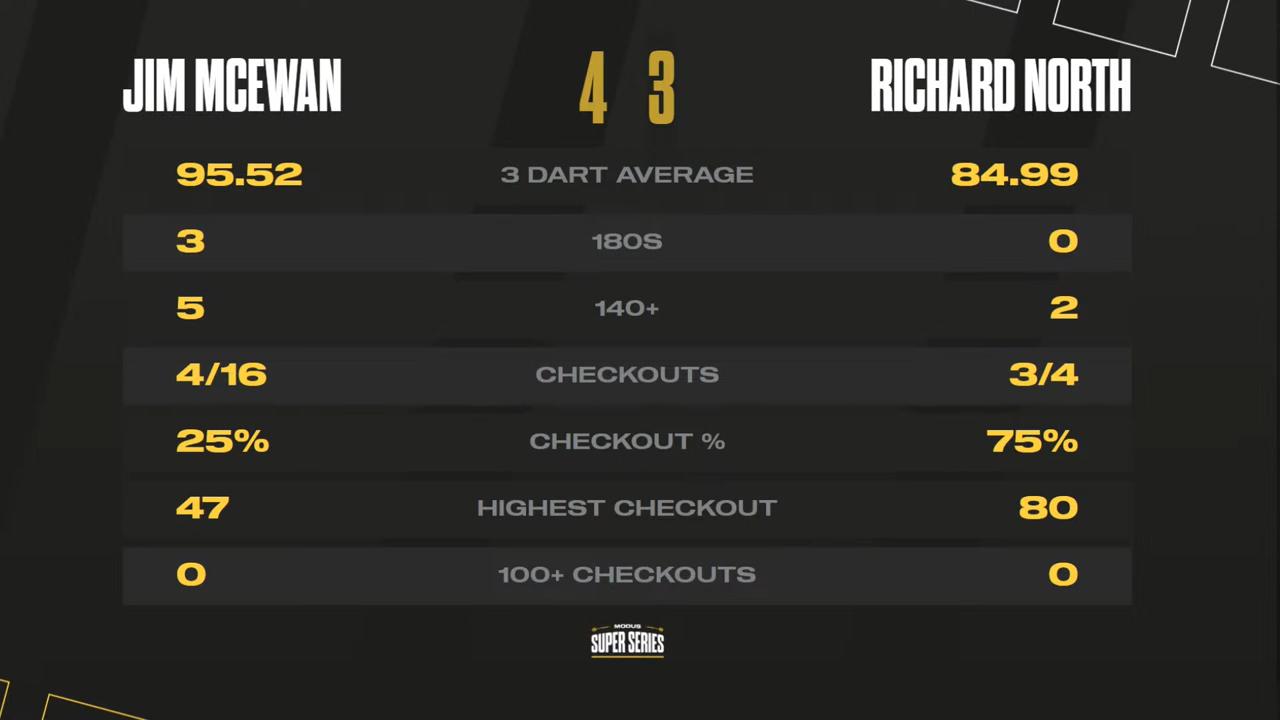 JIM MCEWAN 4 3 RICHARD NORTH
95.52 3 DART AVERAGE 84.99
3 180S 0
5 140+ 2
4/16 CHECKOUTS 3/4
25% CHECKOUT % 75%
47 HIGHEST CHECKOUT 80
0 100+ CHECKOUTS 0
MODUS
SUPER SERIES